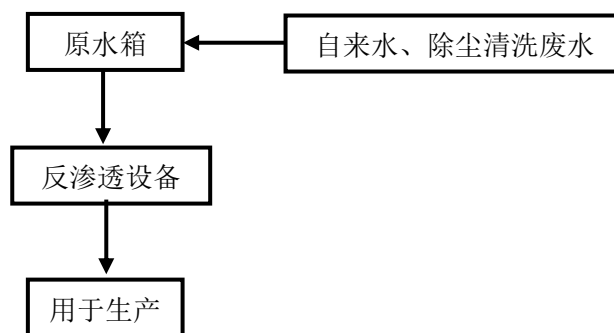 原水箱
自来水、除尘清洗废水
反渗透设备
用于生产